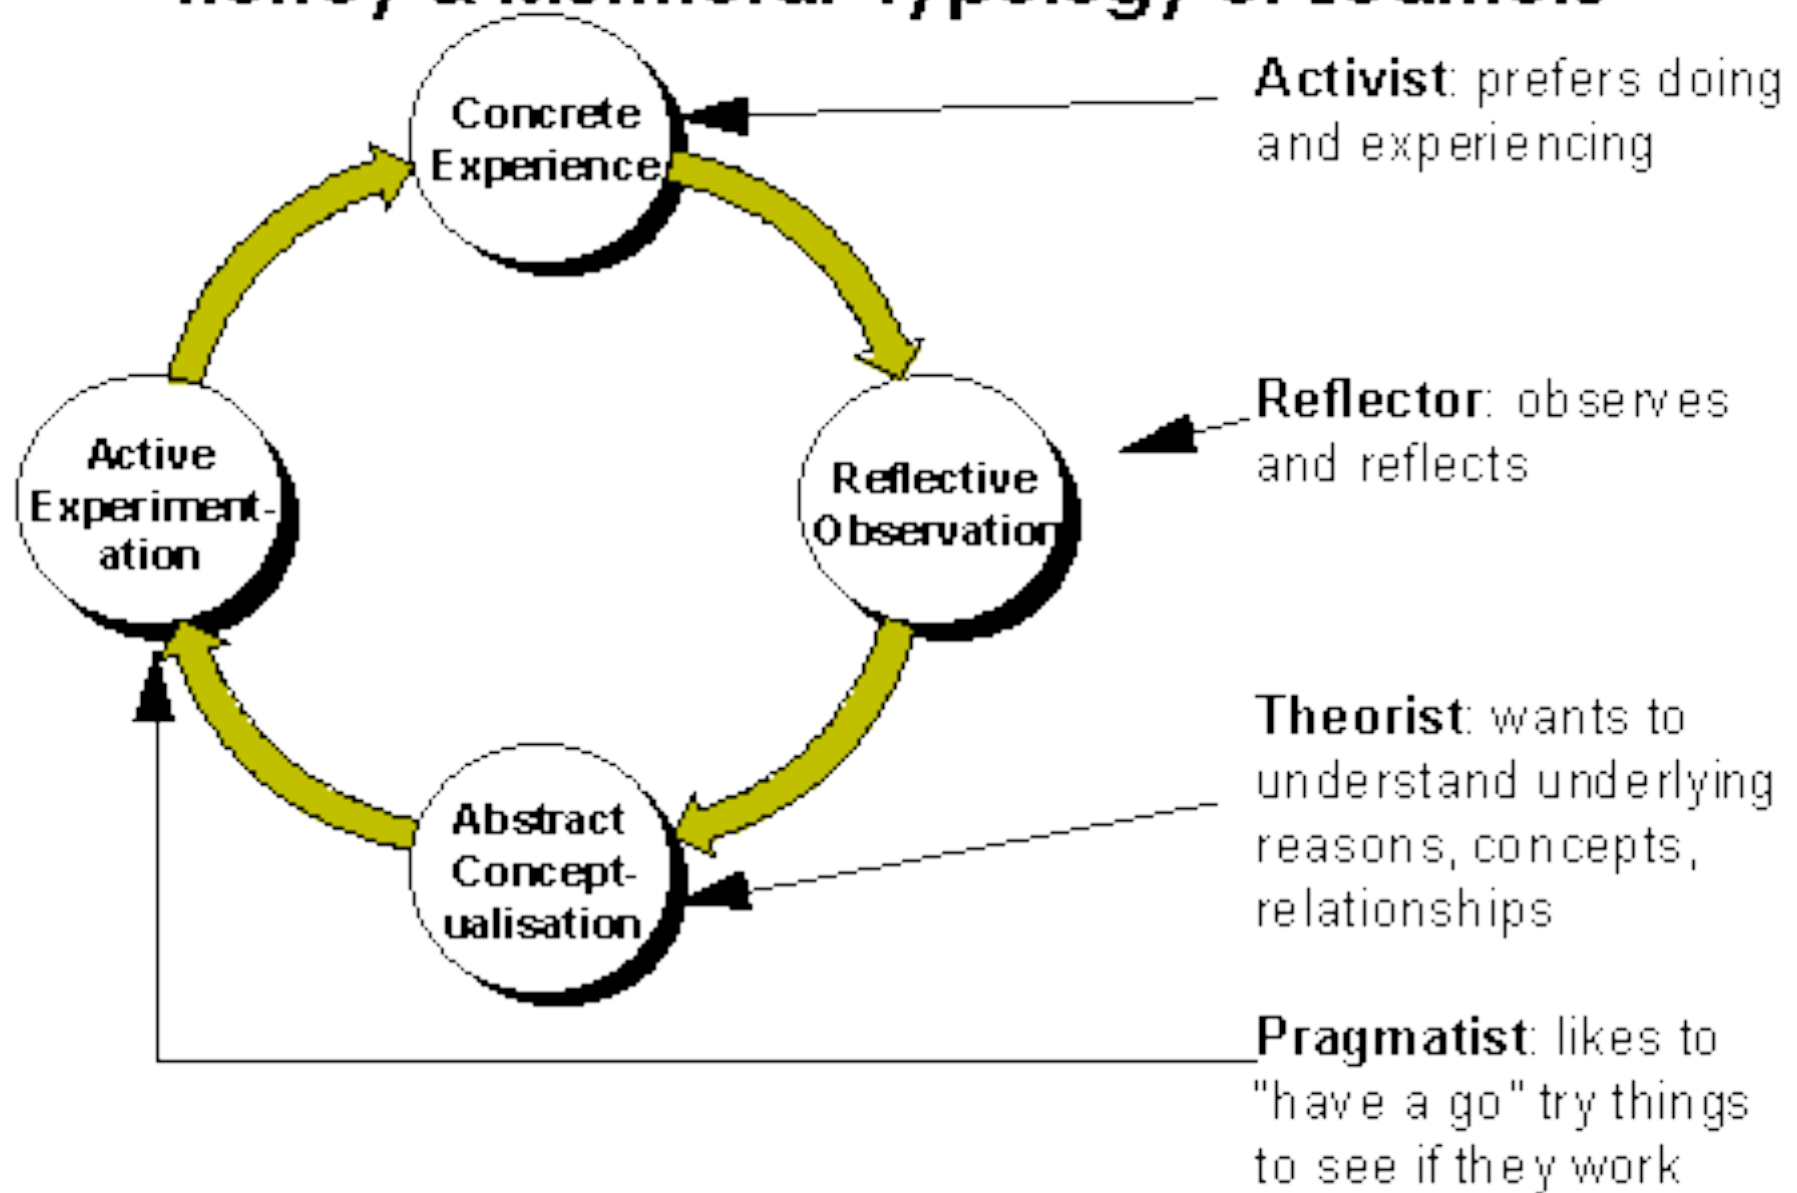 Typology of
Concrete
Experience
Activist: prefers doing
and experiencing
Reflector: observes
and reflects
Active
Experiment-
ation
Reflective
Observation
Theorist: wants to
understand underlying
reasons, concepts,
relationships
Abstract
Concept-
ualisation
Pragmatist: likes to
"have a go" try things
to see if they work